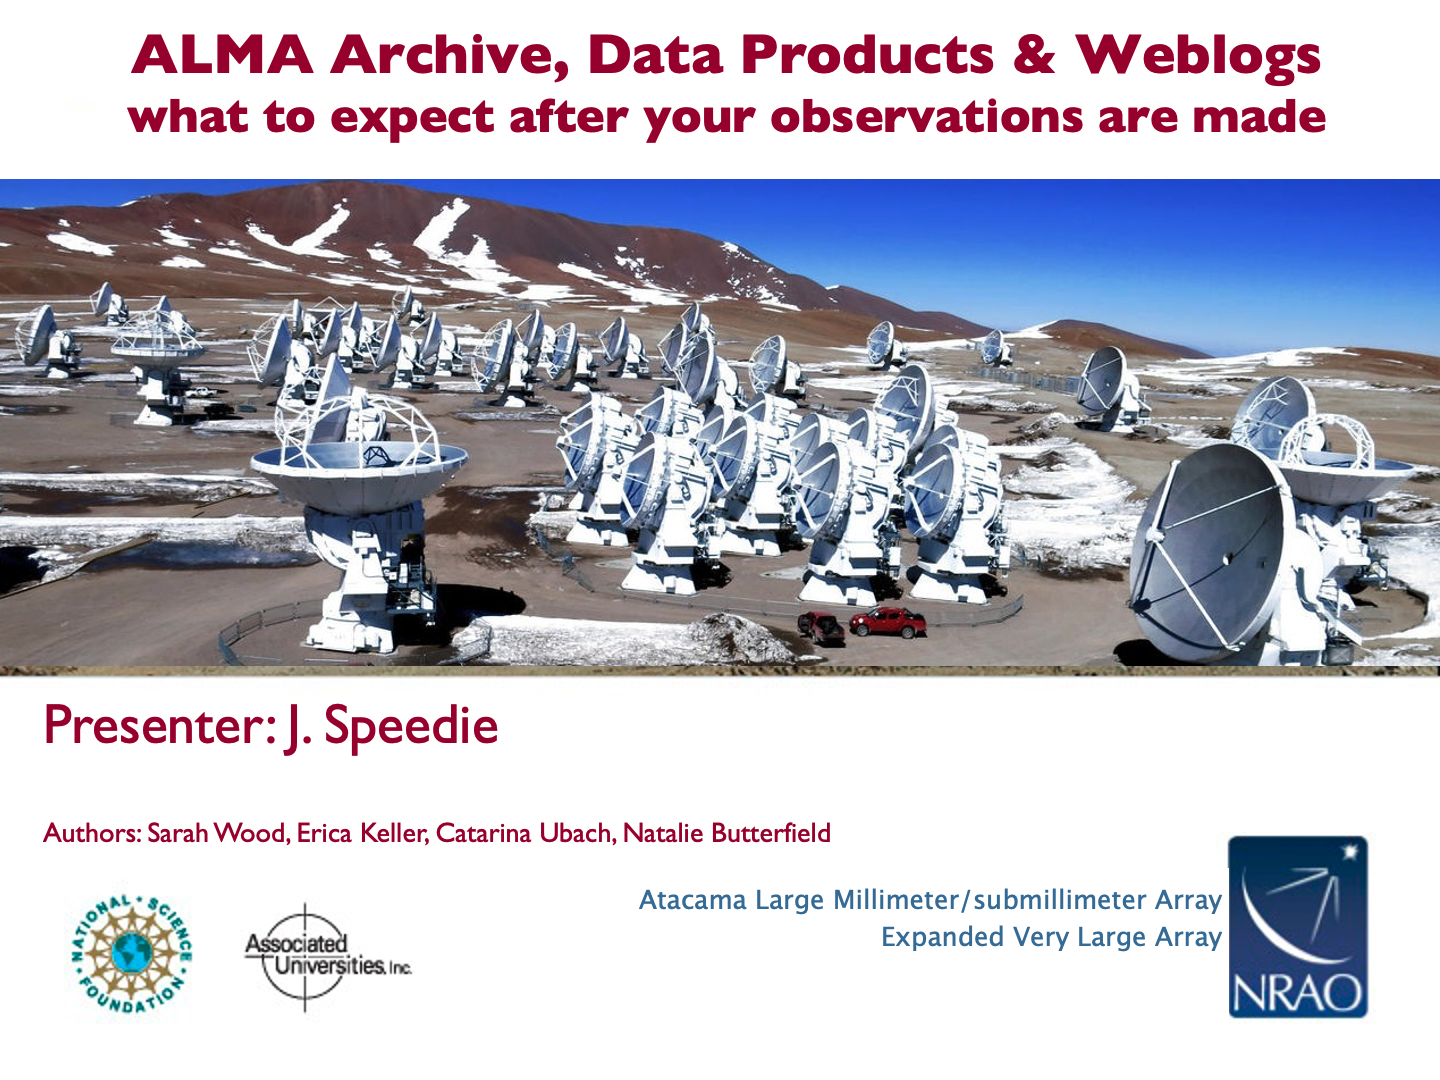 ALMA Archive, Data Products & Weblogs
what to expect after your observations are made
Presenter: J. Speedie
Authors: Sarah Wood, Erica Keller, Catarina Ubach, Natalie Butterfield
Atacama Large Millimeter/submillimeter Array
Expanded Very Large Array
NATIONAL SCIENCE FOUNDATION
Associated
Universities, Inc.
NRAO